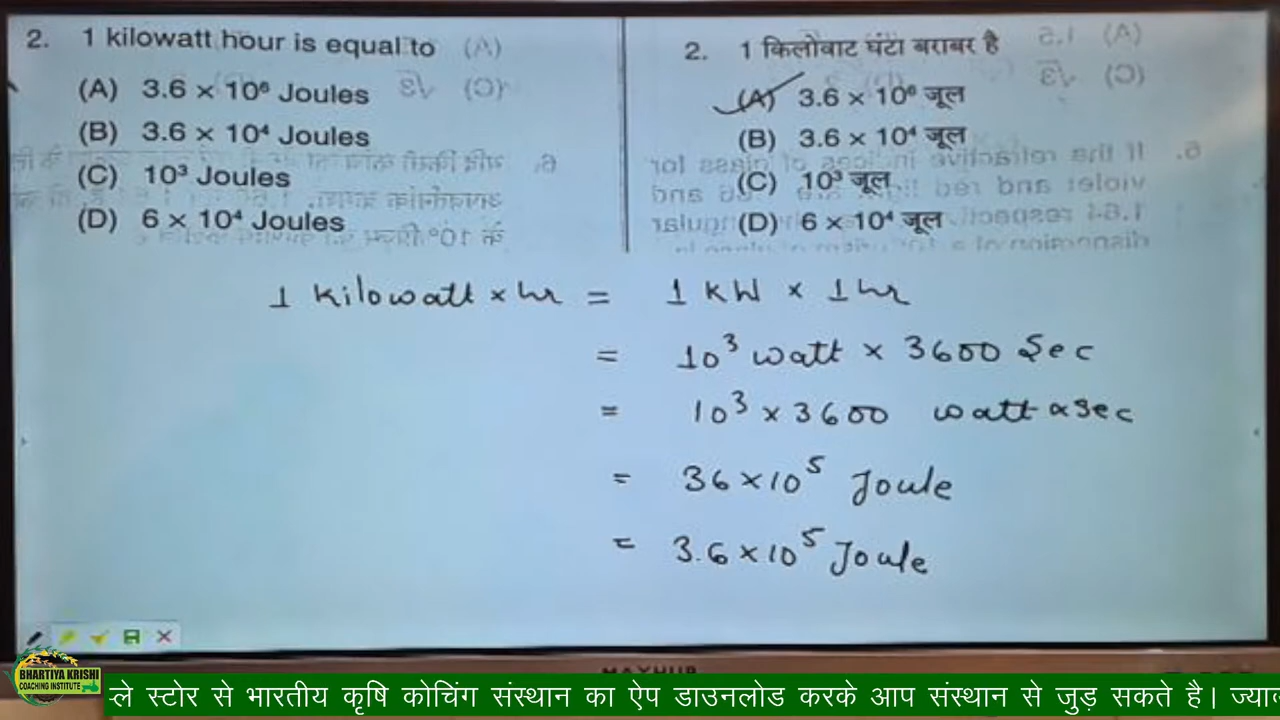 2. 1 kilowatt hour is equal to
(A) 3.6 × 10⁶ Joules
(B) 3.6 × 10⁴ Joules
(C) 10³ Joules
(D) 6 × 10⁴ Joules
2. 1 किलोवाट घंटा बराबर है
(A) 3.6 × 10⁶ जूल
(B) 3.6 × 10⁴ जूल
(C) 10³ जूल
(D) 6 × 10⁴ जूल
1 Kilowatt × hr = 1 KW × 1 hr
= 10³ watt × 3600 Sec
= 10³ × 3600 watt × Sec
= 36 × 10⁵ Joule
= 3.6 × 10⁵ Joule
BHARTIYA KRISHI
COACHING INSTITUTE
-ले स्टोर से भारतीय कृषि कोचिंग संस्थान का ऐप डाउनलोड करके आप संस्थान से जुड़ सकते है। ज्या